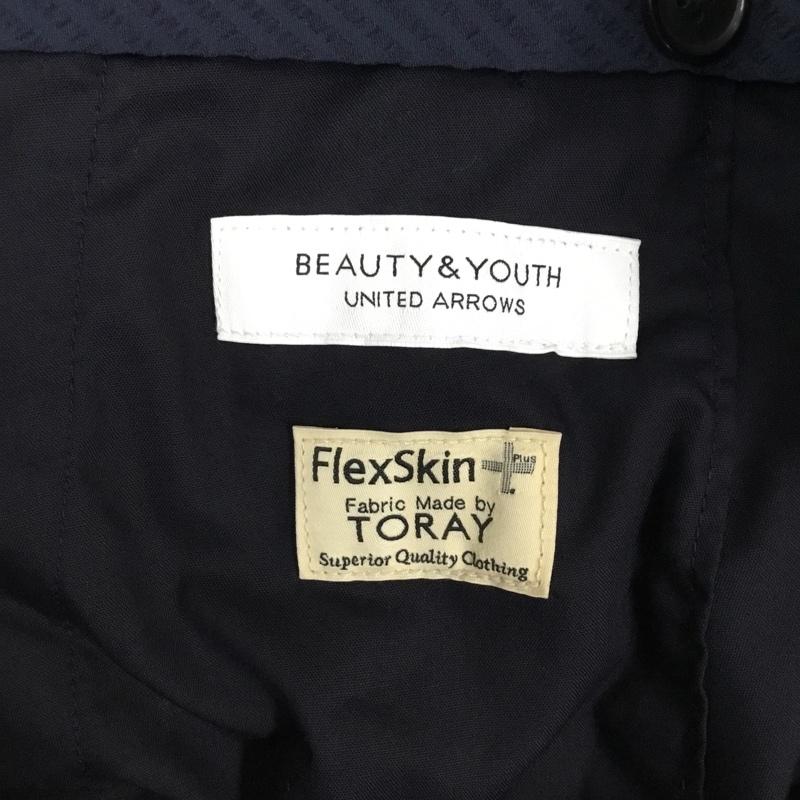 BEAUTY&YOUTH
UNITED ARROWS
FlexSkin Plus
Fabric Made by
TORAY
Superior Quality Clothing